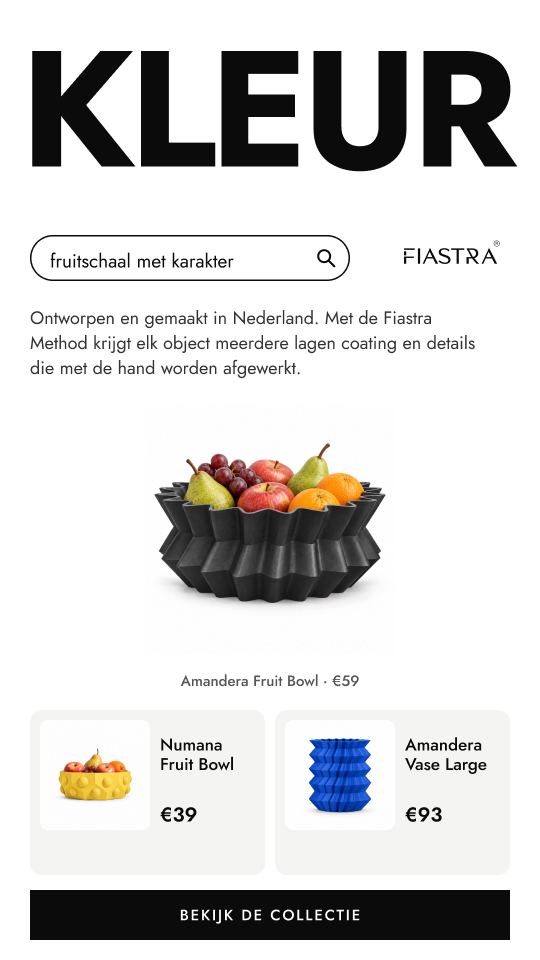 KLEUR
fruitschaal met karakter
FIASTRA®
Ontworpen en gemaakt in Nederland. Met de Fiastra
Method krijgt elk object meerdere lagen coating en details
die met de hand worden afgewerkt.
Amandera Fruit Bowl · €59
Numana
Fruit Bowl
€39
Amandera
Vase Large
€93
BEKIJK DE COLLECTIE